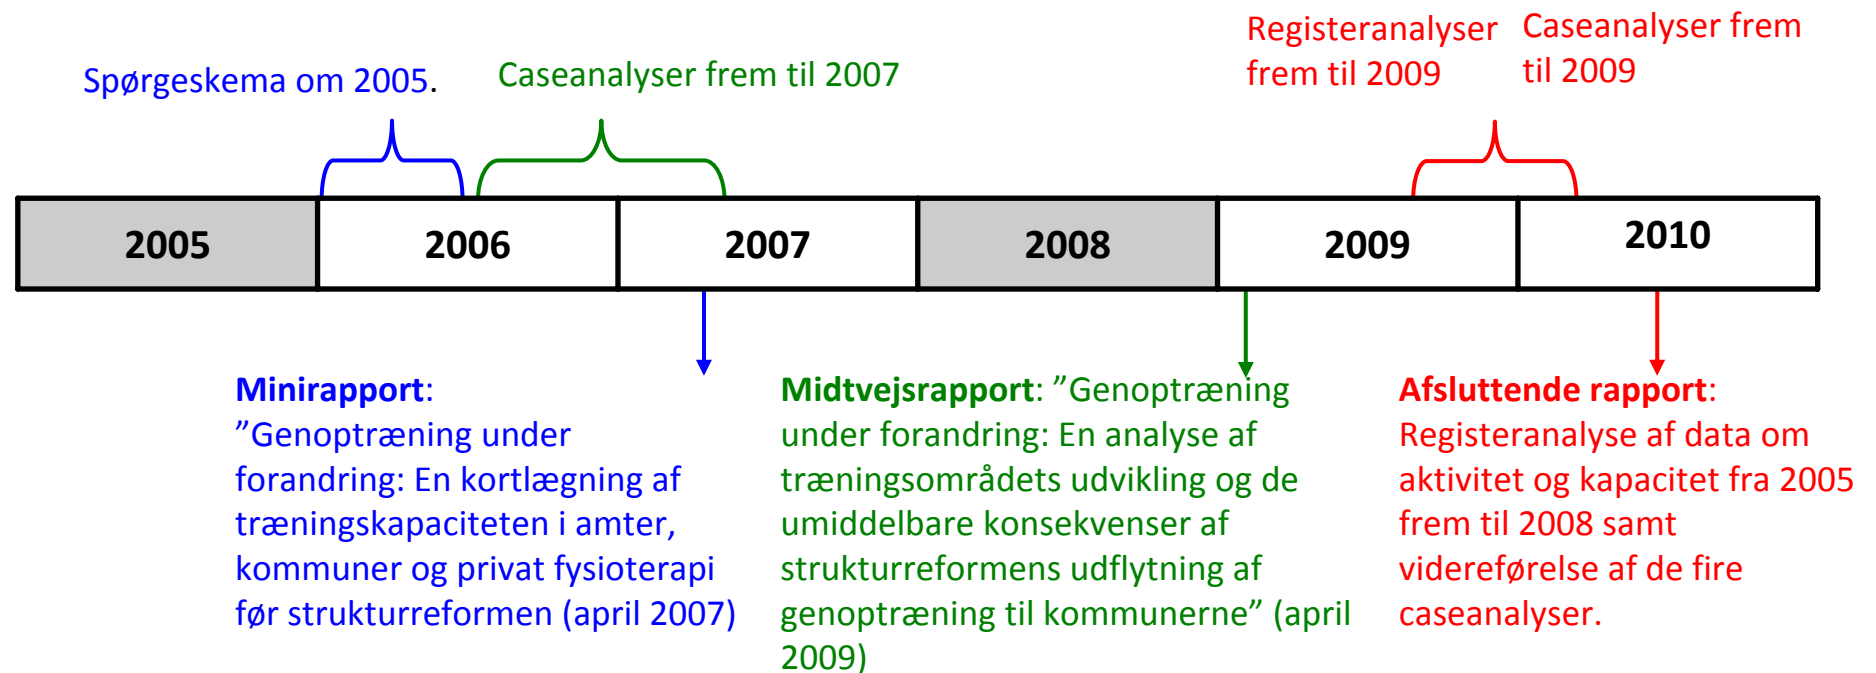 Spørgeskema om 2005.
Caseanalyser frem til 2007
Registeranalyser
frem til 2009
Caseanalyser frem
til 2009
2005
2006
2007
2008
2009
2010
Minirapport:
”Genoptræning under
forandring: En kortlægning af
træningskapaciteten i amter,
kommuner og privat fysioterapi
før strukturreformen (april 2007)
Midtvejsrapport: ”Genoptræning
under forandring: En analyse af
træningsområdets udvikling og de
umiddelbare konsekvenser af
strukturreformens udflytning af
genoptræning til kommunerne” (april
2009)
Afsluttende rapport:
Registeranalyse af data om
aktivitet og kapacitet fra 2005
frem til 2008 samt
videreførelse af de fire
caseanalyser.